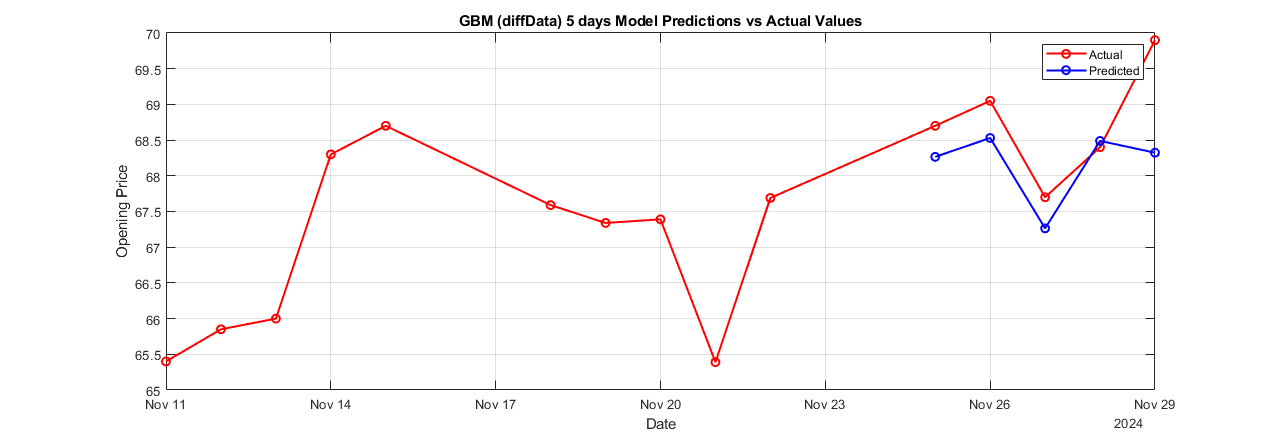 GBM (diffData) 5 days Model Predictions vs Actual Values
Actual
Predicted
Opening Price
70
69.5
69
68.5
68
67.5
67
66.5
66
65.5
65
Nov 11
Nov 14
Nov 17
Nov 20
Nov 23
Nov 26
Nov 29
Date
2024